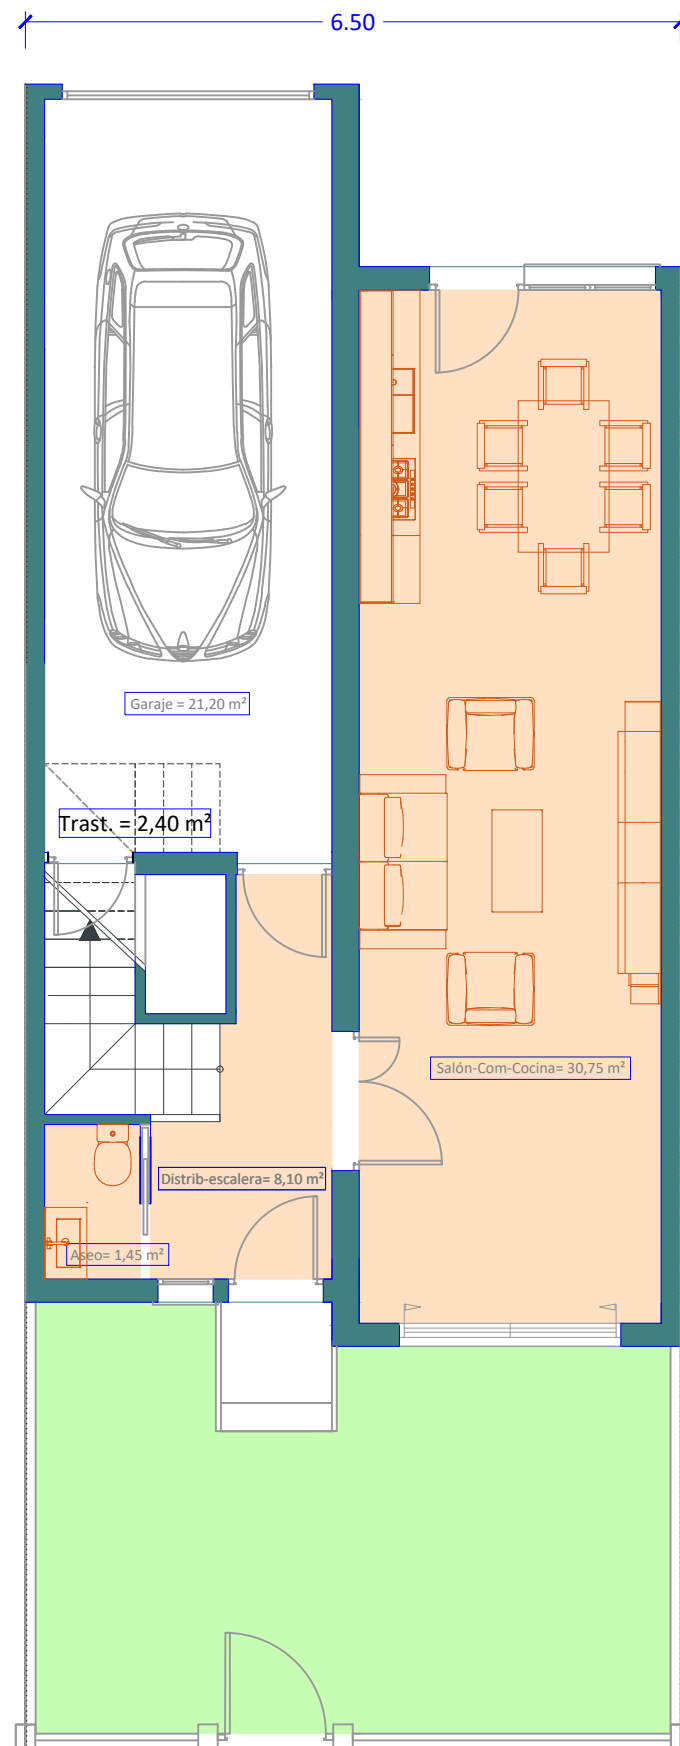 6.50
Garaje = 21,20 m²
Trast. = 2,40 m²
Salón-Com-Cocina= 30,75 m²
Distrib-escalera= 8,10 m²
Aseo= 1,45 m²